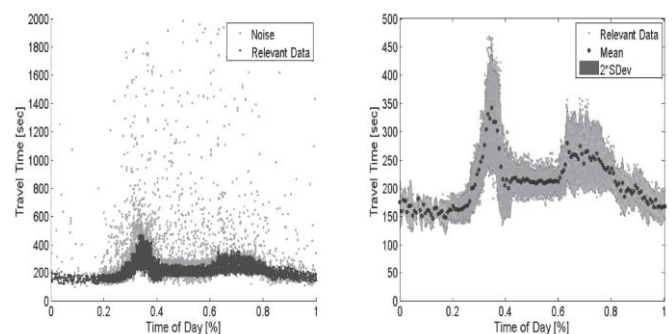 2000
1800
1600
1400
1200
1000
800
600
400
200
0
Travel Time [sec]
Noise
Relevant Data
0 0.2 0.4 0.6 0.8 1
Time of Day [%]
500
450
400
350
300
250
200
150
100
50
0
Travel Time [sec]
Relevant Data
Mean
2*SDev
0 0.2 0.4 0.6 0.8 1
Time of Day [%]